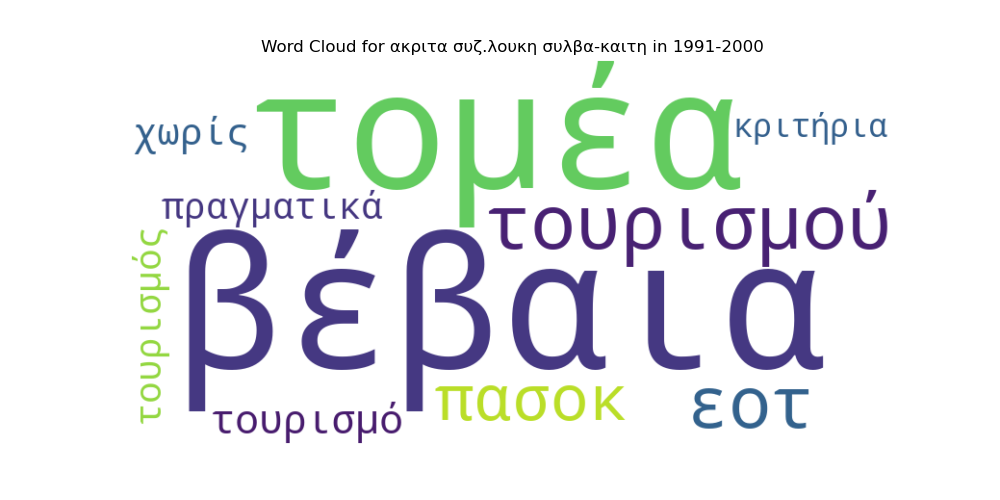 Word Cloud for ακριτα συζ.λουκη συλβα-καιτη in 1991-2000
τομέα
χωρίς
κριτήρια
πραγματικά
τουρισμού
τουρισμός
βέβαια
πασοκ
εοτ
τουρισμό